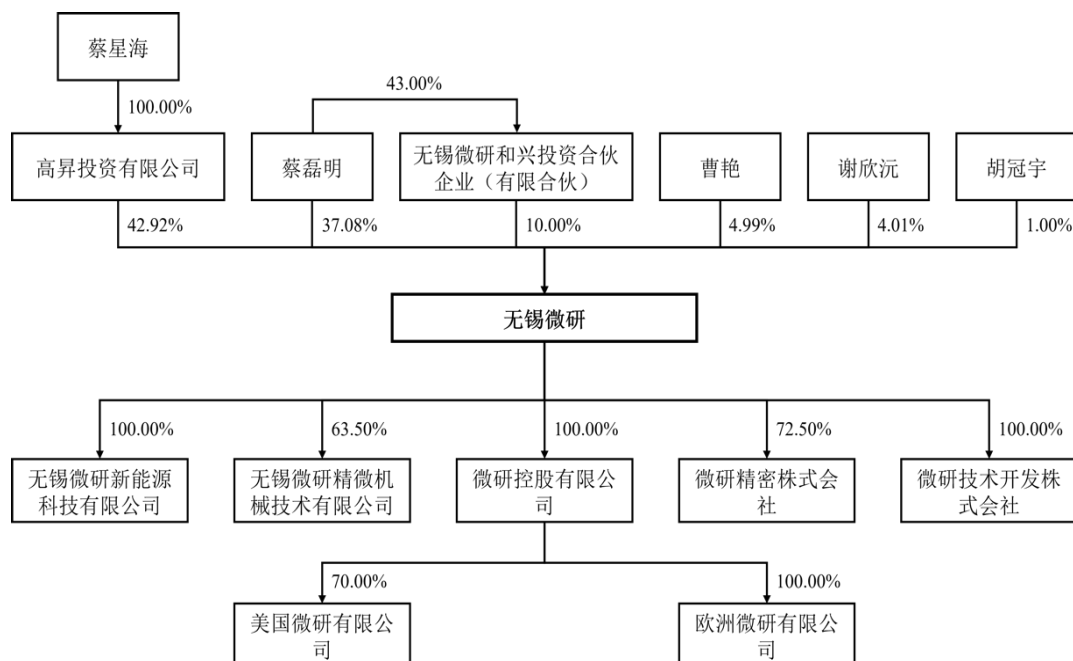 蔡星海
43.00%
100.00%
高昇投资有限公司
蔡磊明
无锡微研和兴投资合伙
企业（有限合伙）
曹艳
谢欣沅
胡冠宇
42.92%
37.08%
10.00%
4.99%
4.01%
1.00%
无锡微研
100.00%
63.50%
100.00%
72.50%
100.00%
无锡微研新能源
科技有限公司
无锡微研精微机
械技术有限公司
微研控股有限公
司
微研精密株式会
社
微研技术开发株
式会社
70.00%
100.00%
美国微研有限公
司
欧洲微研有限公
司